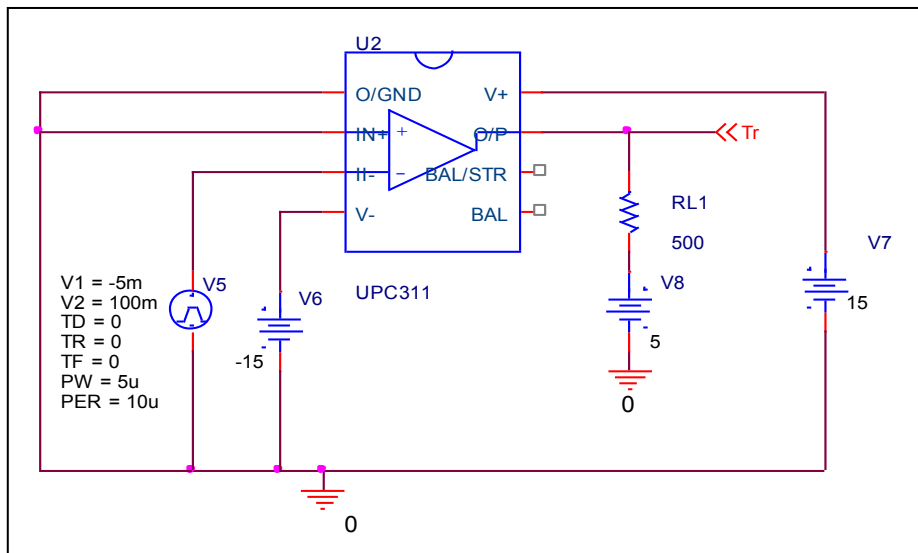 U2
O/GND
V+
IN+
O/P
Tr
II-
BAL/STR
V-
BAL
RL1
500
V7
V1 = -5m
V5
V2 = 100m
TD = 0
TR = 0
TF = 0
PW = 5u
PER = 10u
V6
-15
UPC311
V8
5
15
0
0